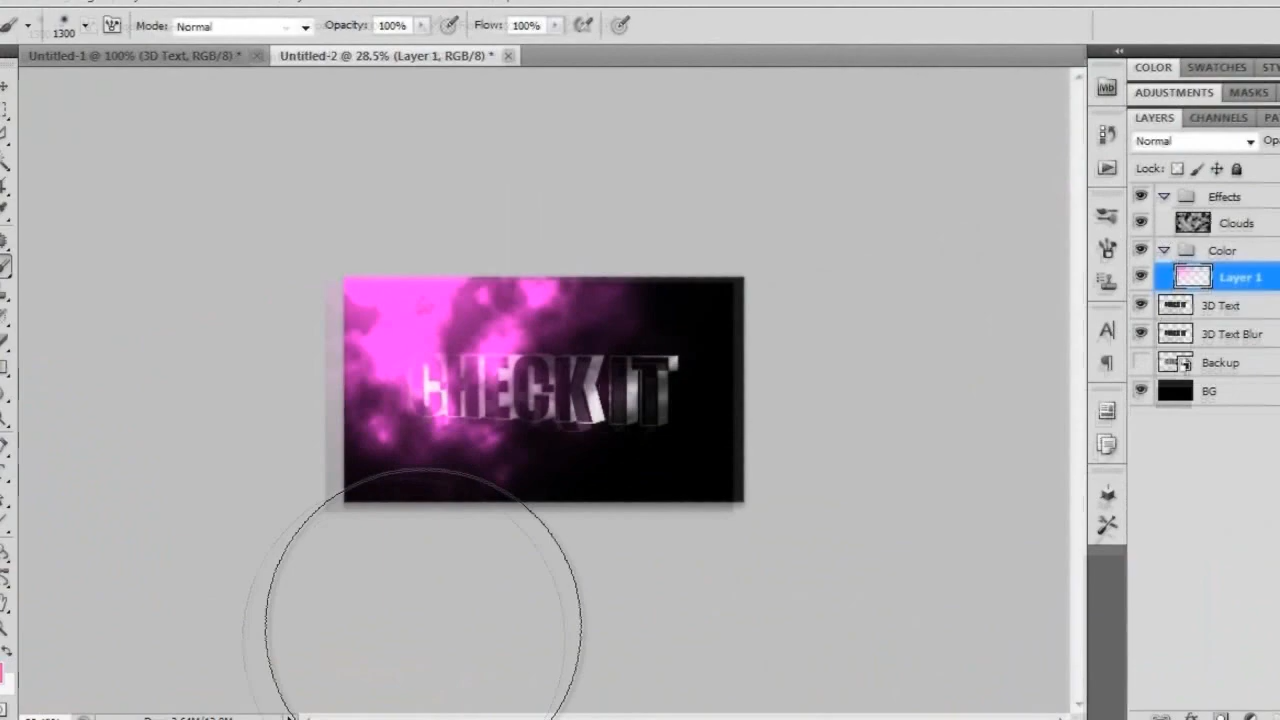 1300 Mode: Normal Opacity: 100% Flow: 100%
Untitled-1 @ 100% (3D Text, RGB/8) * Untitled-2 @ 28.5% (Layer 1, RGB/8) *
COLOR SWATCHES
Mb
ADJUSTMENTS MASKS
LAYERS CHANNELS
Normal
Lock:
Effects
Clouds
Color
Layer 1
3D Text
3D Text Blur
Backup
BG
CHECK IT